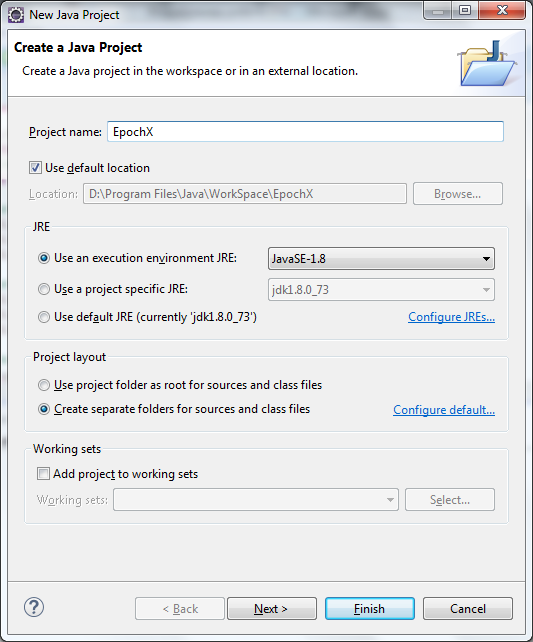 New Java Project
Create a Java Project
Create a Java project in the workspace or in an external location.
Project name: EpochX
Use default location
Location: D:\Program Files\Java\WorkSpace\EpochX Browse...
JRE
Use an execution environment JRE: JavaSE-1.8
Use a project specific JRE: jdk1.8.0_73
Use default JRE (currently 'jdk1.8.0_73') Configure JREs...
Project layout
Use project folder as root for sources and class files
Create separate folders for sources and class files Configure default...
Working sets
Add project to working sets
Working sets: Select...
? < Back Next > Finish Cancel